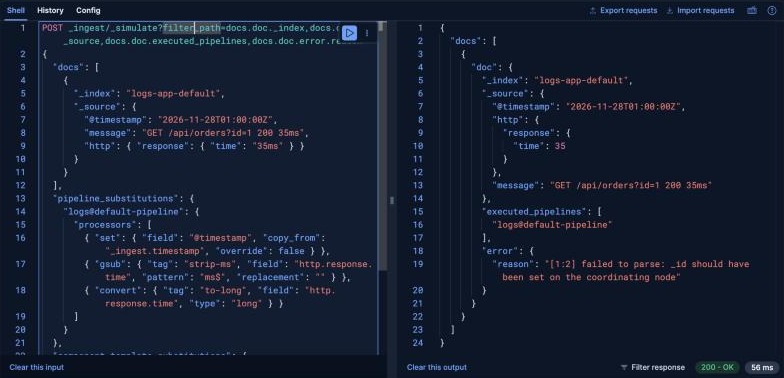 Shell History Config Export requests Import requests
1 POST _ingest/_simulate?filter_path=docs.doc._index,docs.
_source,docs.doc.executed_pipelines,docs.doc.error.
2 {
3 "docs": [
4 {
5 "_index": "logs-app-default",
6 "_source": {
7 "@timestamp": "2026-11-28T01:00:00Z",
8 "message": "GET /api/orders?id=1 200 35ms",
9 "http": { "response": { "time": "35ms" } }
10 }
11 }
12 ],
13 "pipeline_substitutions": {
14 "logs@default-pipeline": {
15 "processors": [
16 { "set": { "field": "@timestamp", "copy_from":
"_ingest.timestamp", "override": false } },
17 { "gsub": { "tag": "strip-ms", "field": "http.response.
time", "pattern": "ms$", "replacement": "" } },
18 { "convert": { "tag": "to-long", "field": "http.
response.time", "type": "long" } }
19 ]
20 }
21 },
Clear this input
1 {
2 "docs": [
3 {
4 "doc": {
5 "_index": "logs-app-default",
6 "_source": {
7 "@timestamp": "2026-11-28T01:00:00Z",
8 "http": {
9 "response": {
10 "time": 35
11 }
12 },
13 "message": "GET /api/orders?id=1 200 35ms"
14 },
15 "executed_pipelines": [
16 "logs@default-pipeline"
17 ],
18 "error": {
19 "reason": "[1:2] failed to parse: _id should have
been set on the coordinating node"
20 }
21 }
22 }
23 ]
24 }
Clear this output Filter response 200 - OK 56 ms